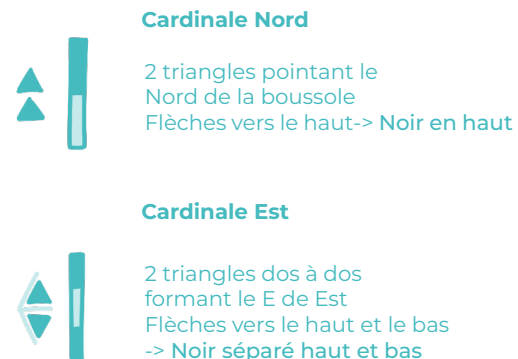 Cardinale Nord
2 triangles pointant le
Nord de la boussole
Flèches vers le haut-> Noir en haut
Cardinale Est
2 triangles dos à dos
formant le E de Est
Flèches vers le haut et le bas
-> Noir séparé haut et bas